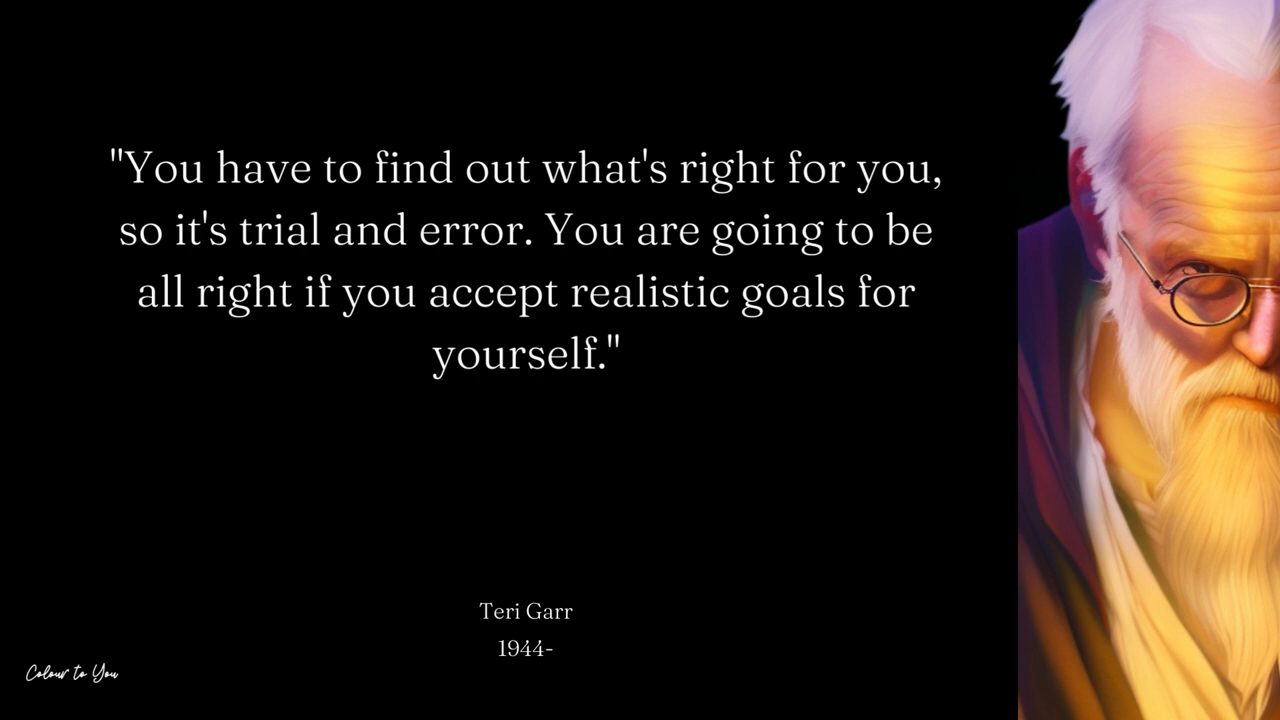 "You have to find out what's right for you,
so it's trial and error. You are going to be
all right if you accept realistic goals for
yourself."
Teri Garr
1944-
Colour to You